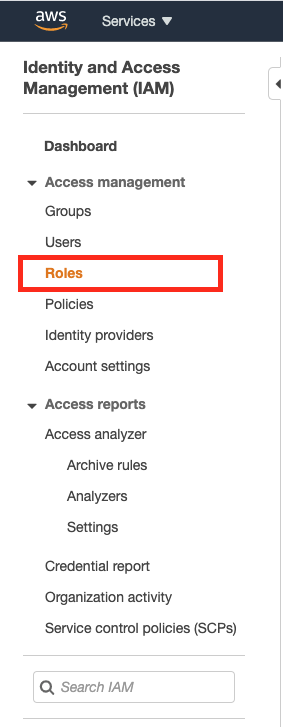 aws Services
Identity and Access
Management (IAM)
Dashboard
Access management
Groups
Users
Roles
Policies
Identity providers
Account settings
Access reports
Access analyzer
Archive rules
Analyzers
Settings
Credential report
Organization activity
Service control policies (SCPs)
Search IAM